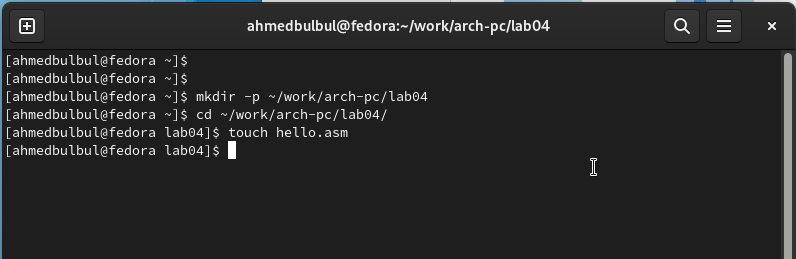 ahmedbulbul@fedora:~/work/arch-pc/lab04
[ahmedbulbul@fedora ~]$
[ahmedbulbul@fedora ~]$
[ahmedbulbul@fedora ~]$ mkdir -p ~/work/arch-pc/lab04
[ahmedbulbul@fedora ~]$ cd ~/work/arch-pc/lab04/
[ahmedbulbul@fedora lab04]$ touch hello.asm
[ahmedbulbul@fedora lab04]$